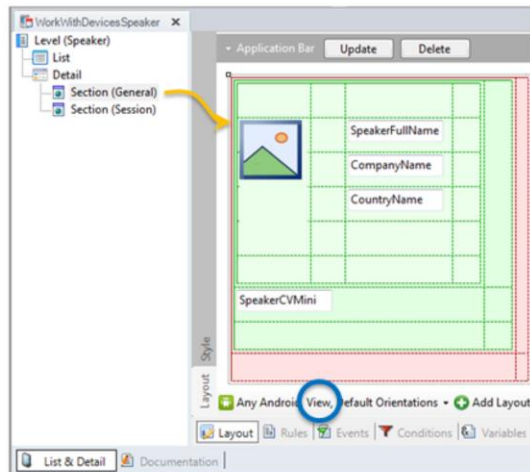 WorkWithDevicesSpeaker ×
Level (Speaker)
List
Detail
Section (General)
Section (Session)
Application Bar Update Delete
SpeakerFullName
CompanyName
CountryName
SpeakerCVMini
Style
Layout
Any Android, View, Default Orientations Add Layout
Layout Rules Events Conditions Variables
List & Detail Documentation